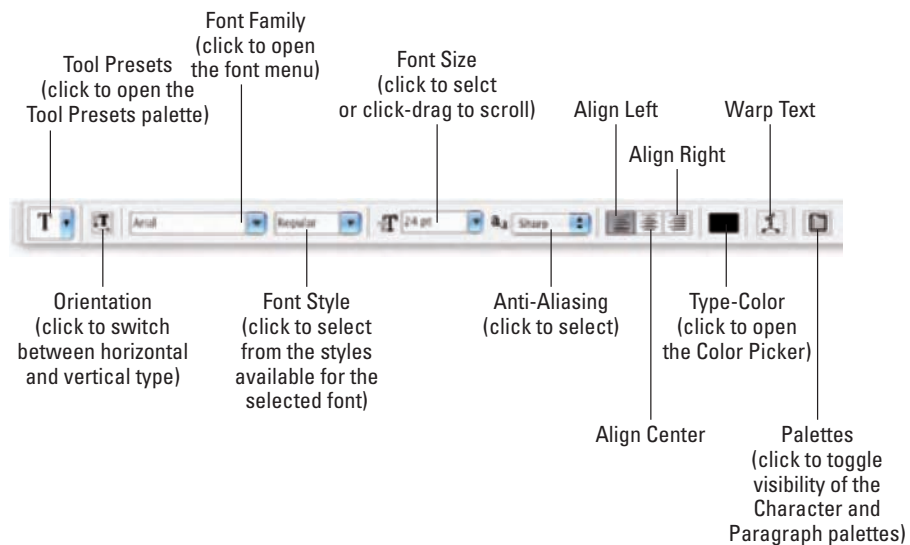 Font Family
(click to open
the font menu)
Tool Presets
(click to open the
Tool Presets palette)
Font Size
(click to selct
or click-drag to scroll)
Align Left
Warp Text
Align Right
T
T
Arial
Regular
T
24 pt
aa
Sharp
T
Orientation
(click to switch
between horizontal
and vertical type)
Font Style
(click to select
from the styles
available for the
selected font)
Anti-Aliasing
(click to select)
Type-Color
(click to open
the Color Picker)
Align Center
Palettes
(click to toggle
visibility of the
Character and
Paragraph palettes)